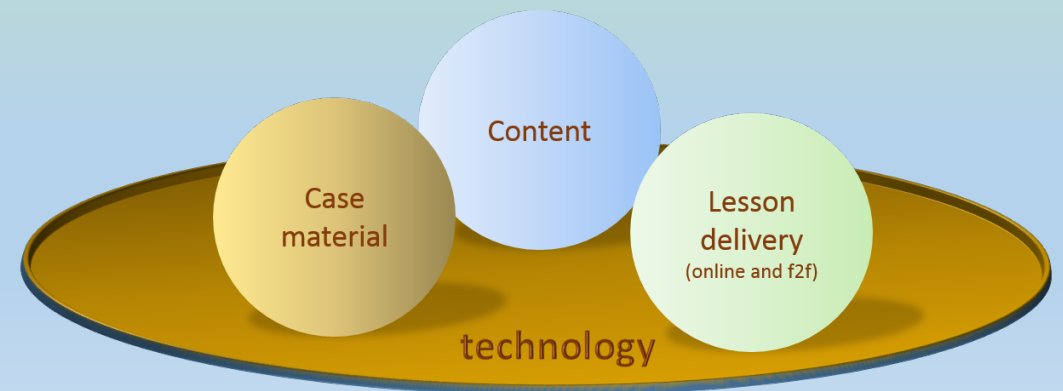 Content
Case
material
Lesson
delivery
(online and f2f)
technology